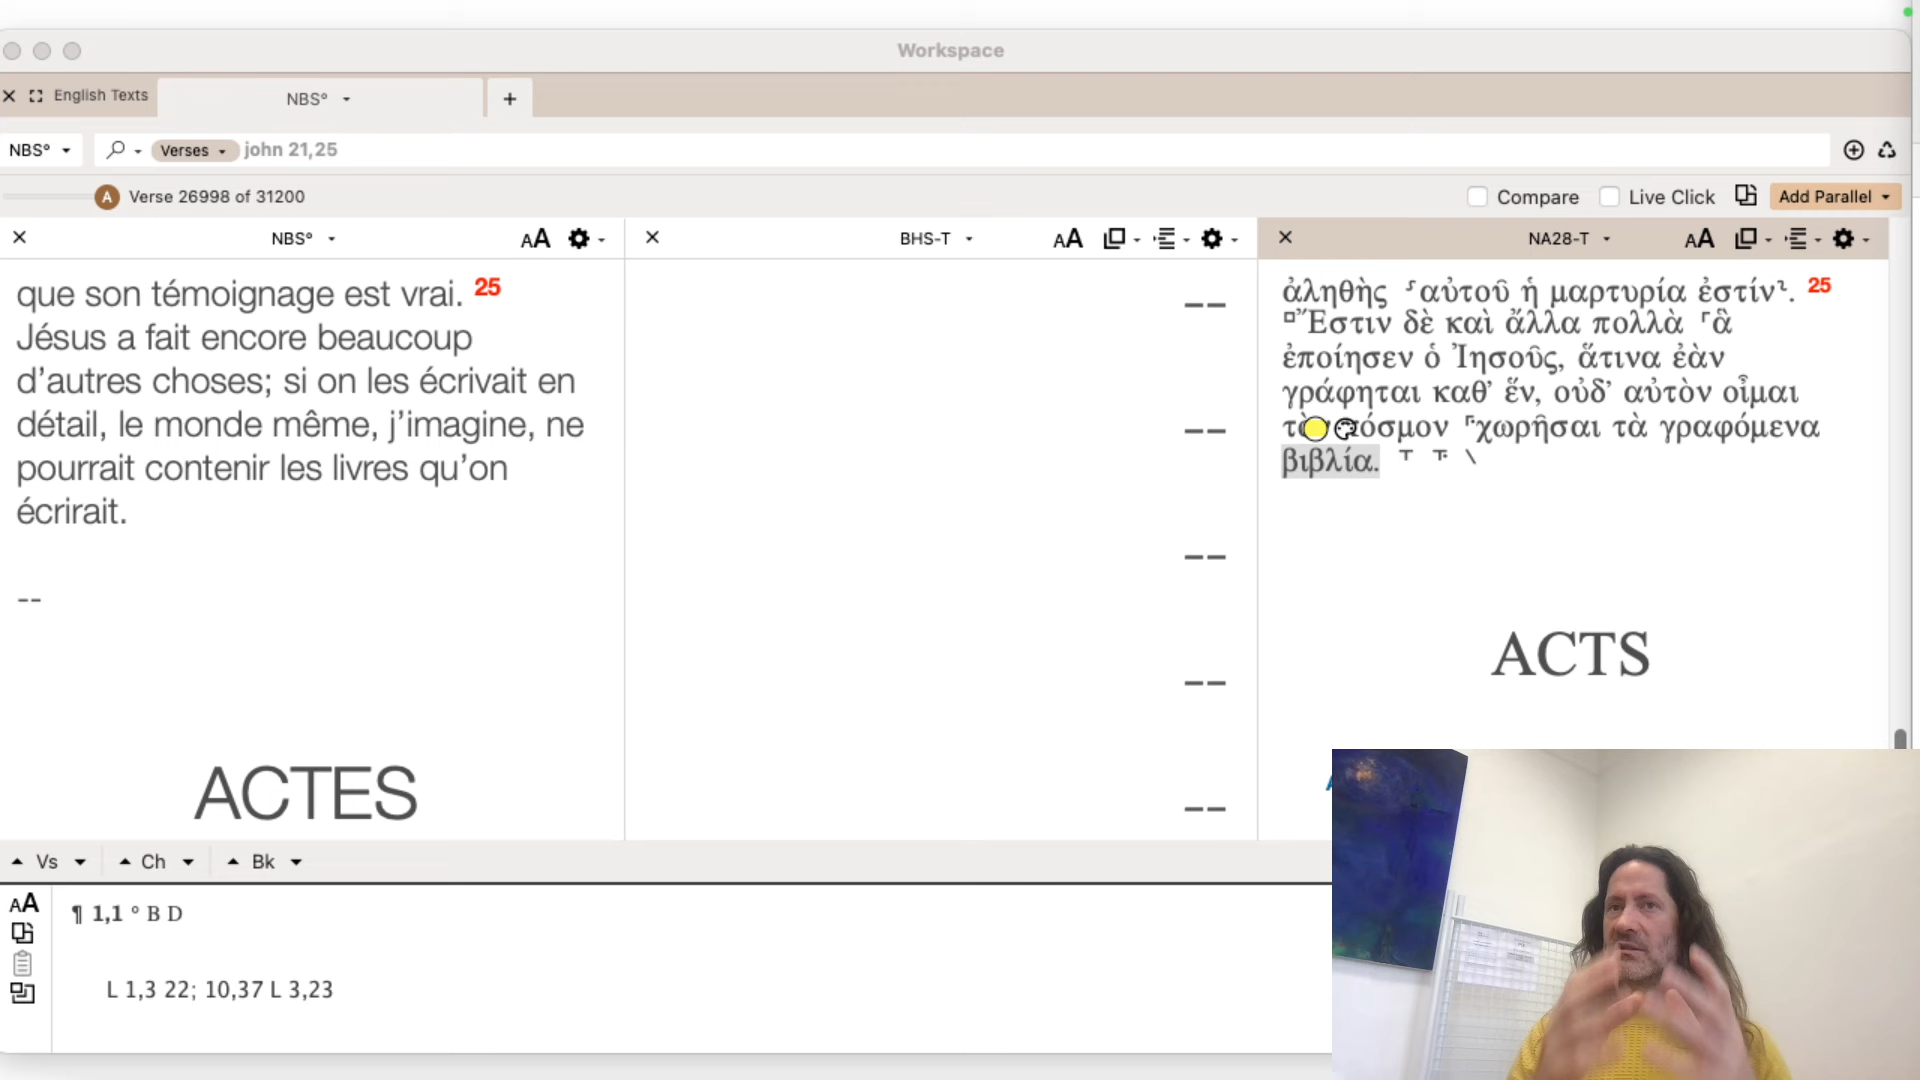 Workspace
English Texts
NBS°
NBS° Verses john 21,25
A Verse 26998 of 31200 Compare Live Click Add Parallel
NBS° AA
que son témoignage est vrai. 25
Jésus a fait encore beaucoup
d’autres choses; si on les écrivait en
détail, le monde même, j’imagine, ne
pourrait contenir les livres qu’on
écrirait.
--
ACTES
BHS-T AA
--
--
--
--
--
NA28-T AA
ἀληθὴς ⸂αὐτοῦ ἡ μαρτυρία ἐστίν⸃. 25
⸋Ἔστιν δὲ καὶ ἄλλα πολλὰ ⸀ἃ
ἐποίησεν ὁ Ἰησοῦς, ἅτινα ἐὰν
γράφηται καθ’ ἕν, οὐδ’ αὐτὸν οἶμαι
κόσμον ⸁χωρῆσαι τὰ γραφόμενα
βιβλία. ⸆ ⸇ ⸌
ACTS
Vs Ch Bk
AA
¶ 1,1 ° B D
L 1,3 22; 10,37 L 3,23